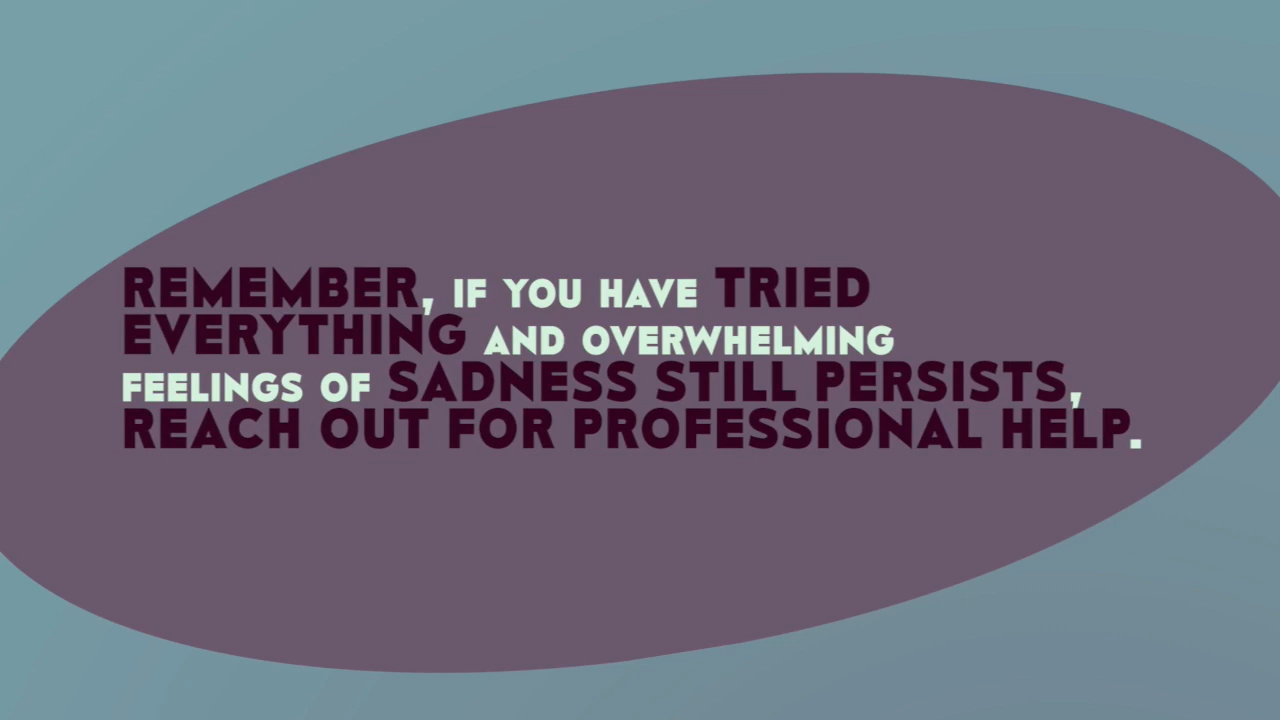 REMEMBER, IF YOU HAVE TRIED
EVERYTHING AND OVERWHELMING
FEELINGS OF SADNESS STILL PERSISTS,
REACH OUT FOR PROFESSIONAL HELP.